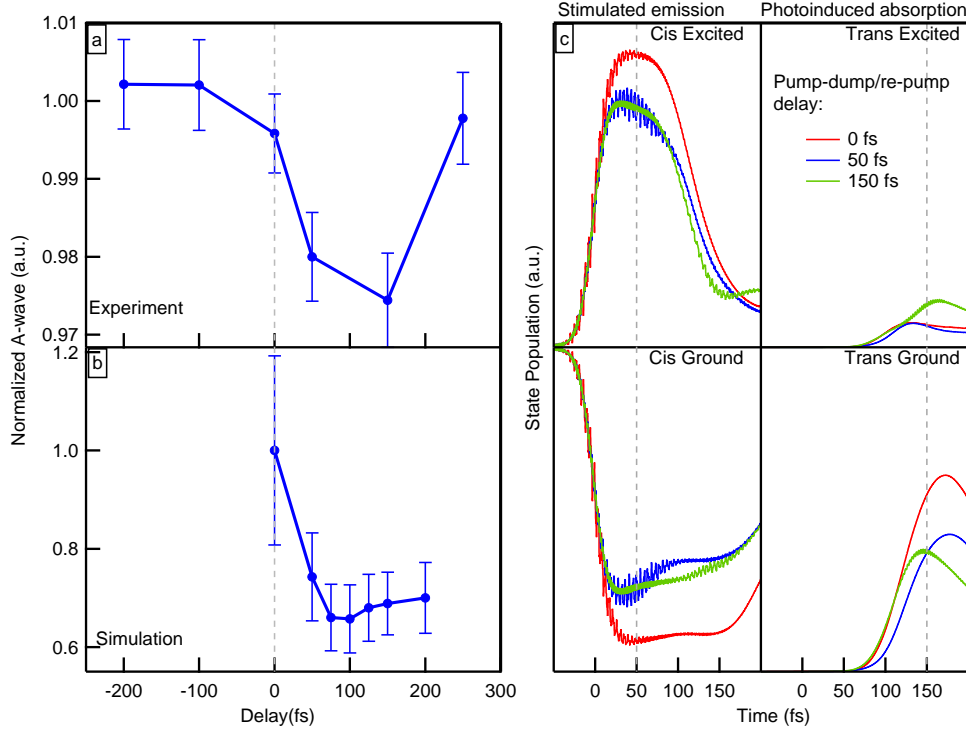 Stimulated emission
Photoinduced absorption
1.01
1.00
0.99
0.98
0.97
a
Experiment
Normalized A-wave (a.u.)
1.2
1.0
0.8
0.6
b
Simulation
-200
-100
0
100
200
300
Delay(fs)
c
Cis Excited
Trans Excited
Pump-dump/re-pump
delay:
0 fs
50 fs
150 fs
State Population (a.u.)
Cis Ground
Trans Ground
0
50
100
150
0
50
100
150
Time (fs)